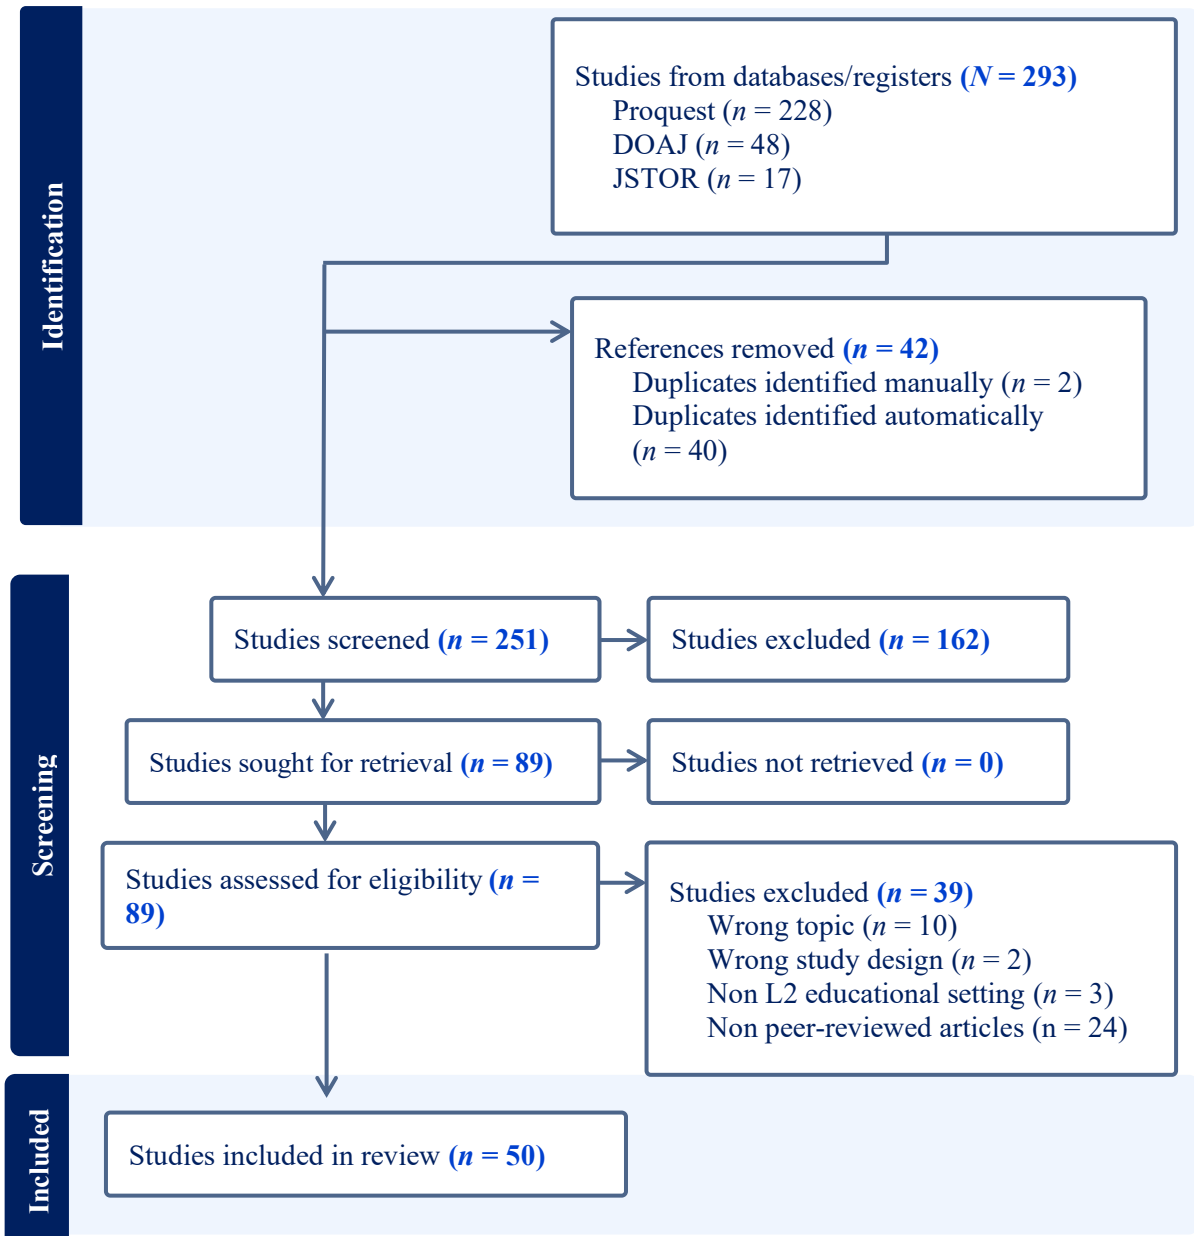 Identification
Studies from databases/registers (N = 293)
Proquest (n = 228)
DOAJ (n = 48)
JSTOR (n = 17)
References removed (n = 42)
Duplicates identified manually (n = 2)
Duplicates identified automatically
(n = 40)
Screening
Studies screened (n = 251)
Studies excluded (n = 162)
Studies sought for retrieval (n = 89)
Studies not retrieved (n = 0)
Studies assessed for eligibility (n =
89)
Studies excluded (n = 39)
Wrong topic (n = 10)
Wrong study design (n = 2)
Non L2 educational setting (n = 3)
Non peer-reviewed articles (n = 24)
Included
Studies included in review (n = 50)